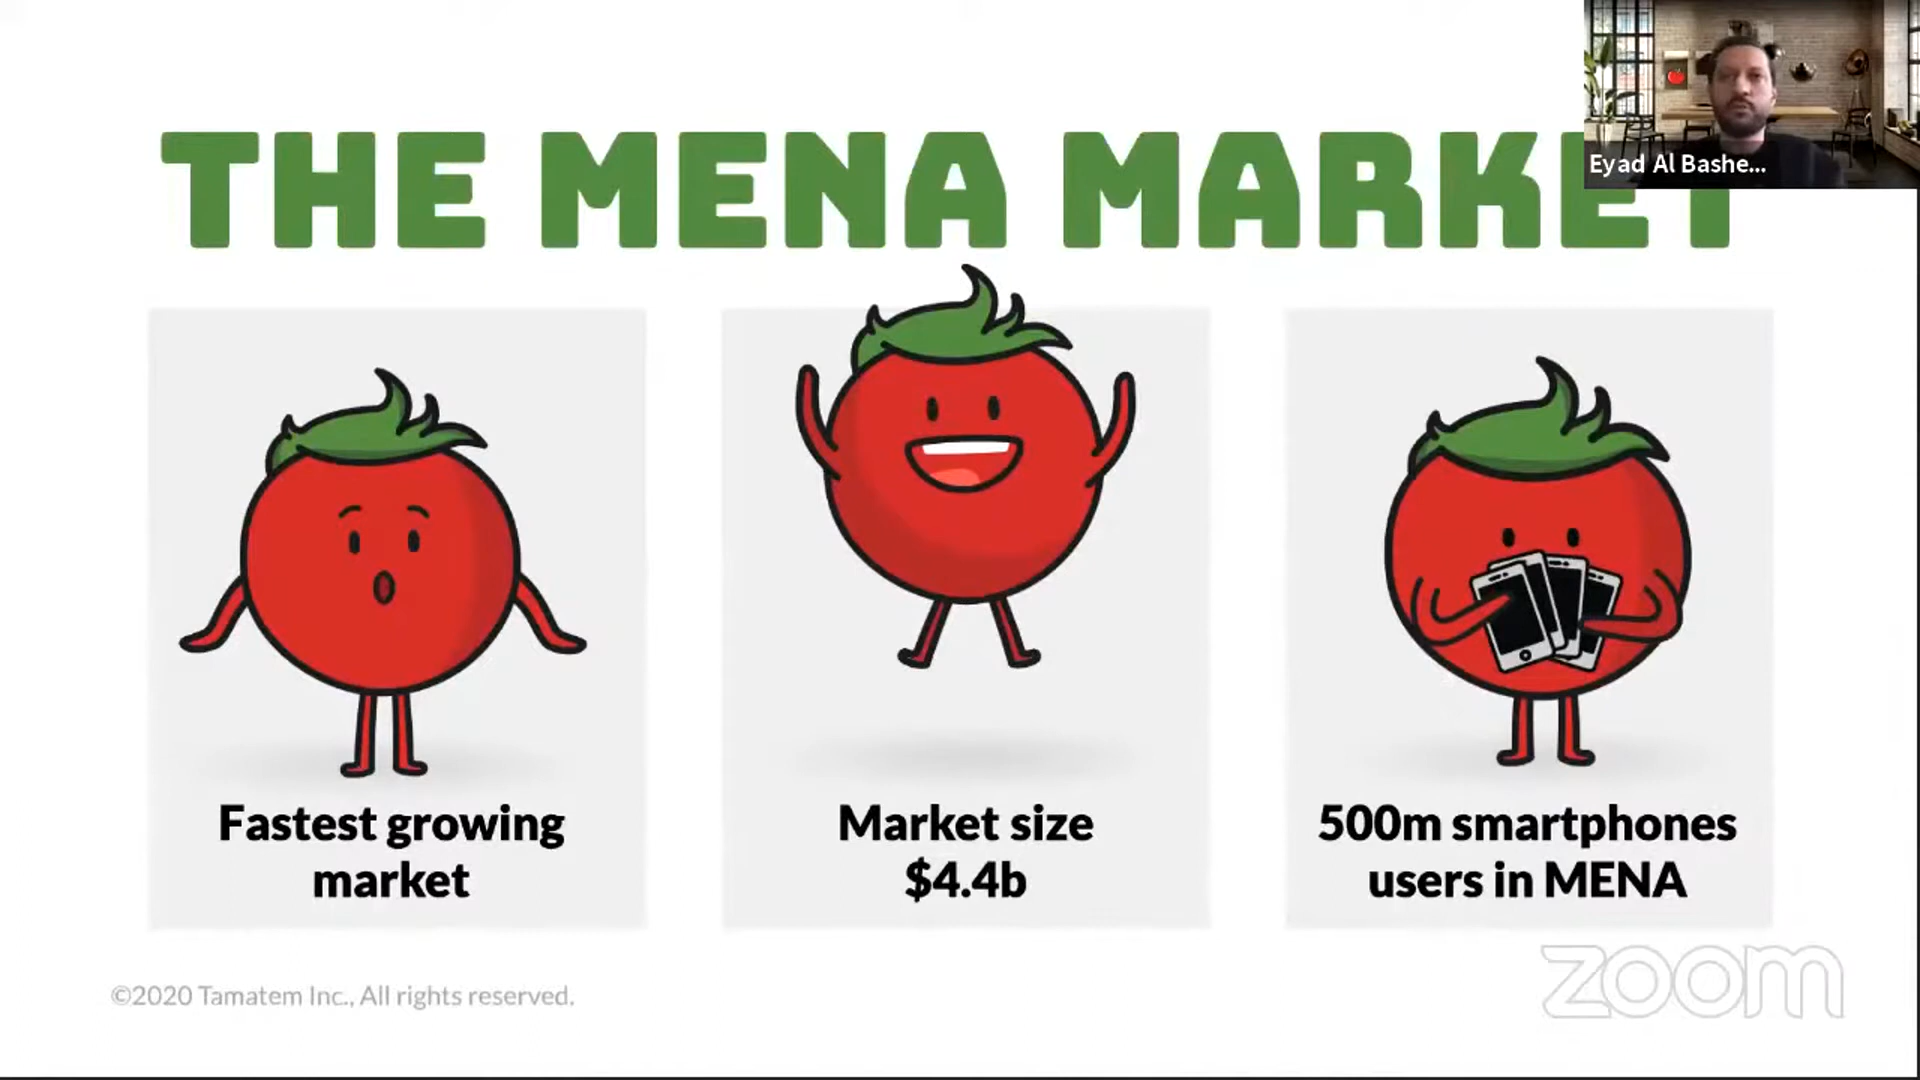 THE MENA MARKET
Eyad Al Bashe...
Fastest growing
market
Market size
$4.4b
500m smartphones
users in MENA
©2020 Tamatem Inc., All rights reserved.
zoom